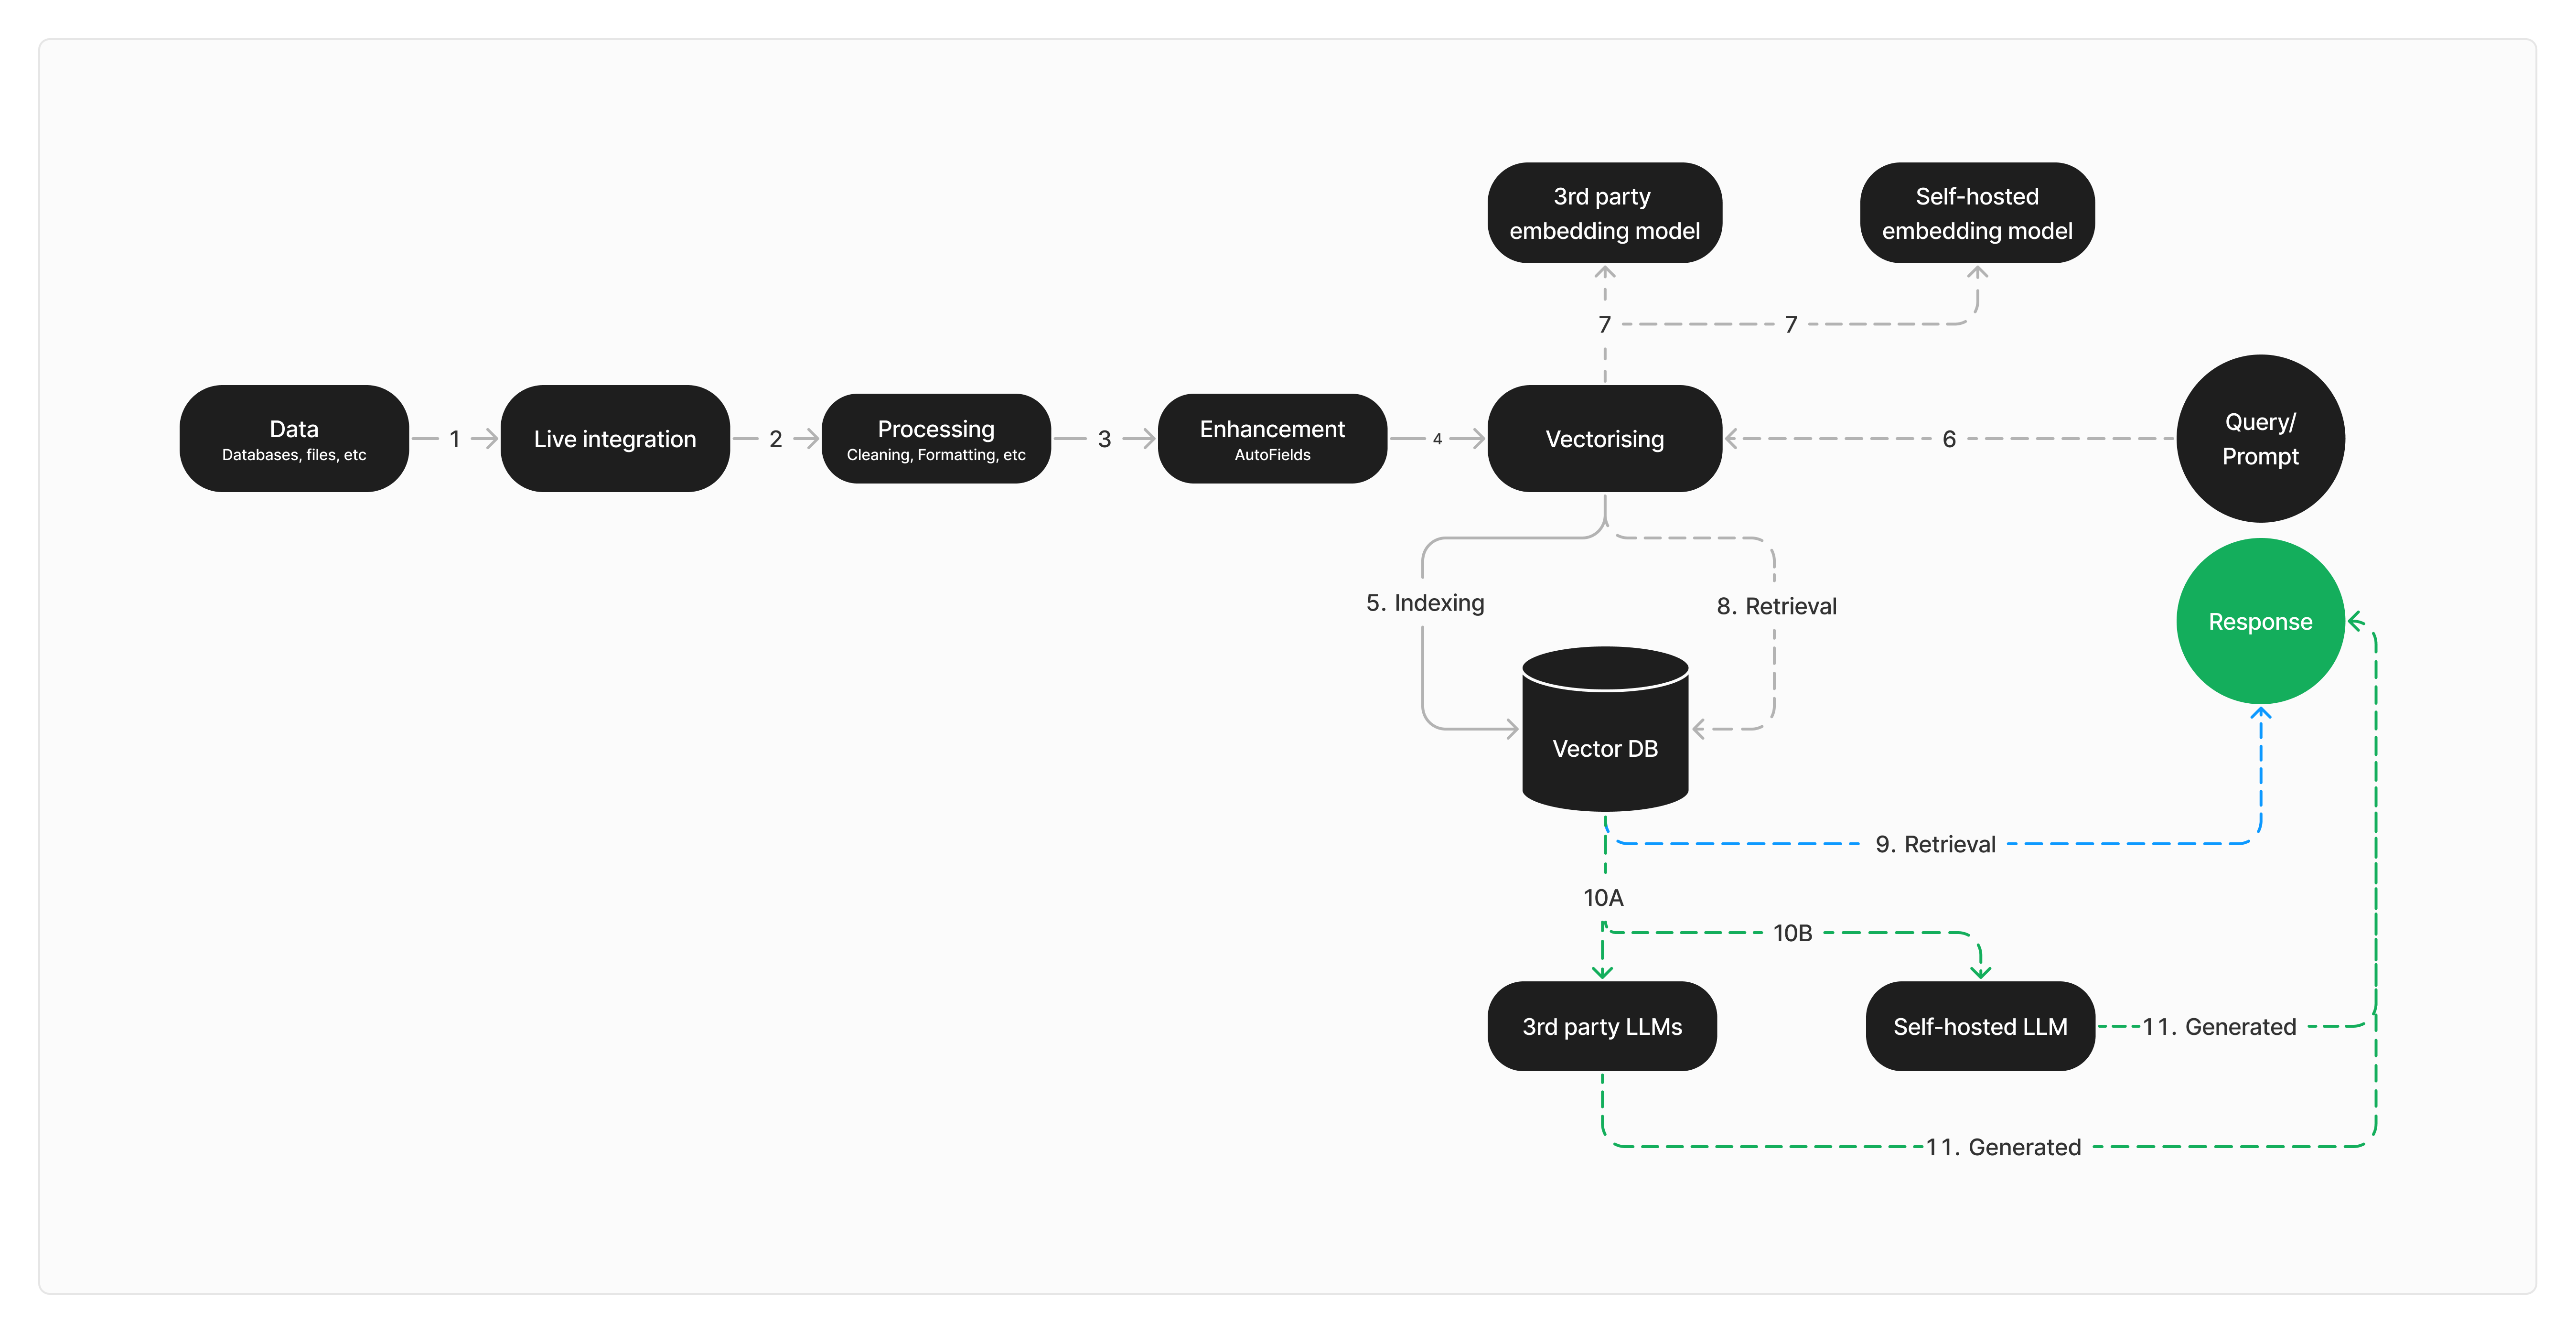 3rd party
embedding model
Self-hosted
embedding model
7
7
Data
Databases, files, etc
1
Live integration
2
Processing
Cleaning, Formatting, etc
3
Enhancement
AutoFields
4
Vectorising
6
Query/
Prompt
5. Indexing
8. Retrieval
Response
Vector DB
9. Retrieval
10A
10B
3rd party LLMs
Self-hosted LLM
11. Generated
11. Generated